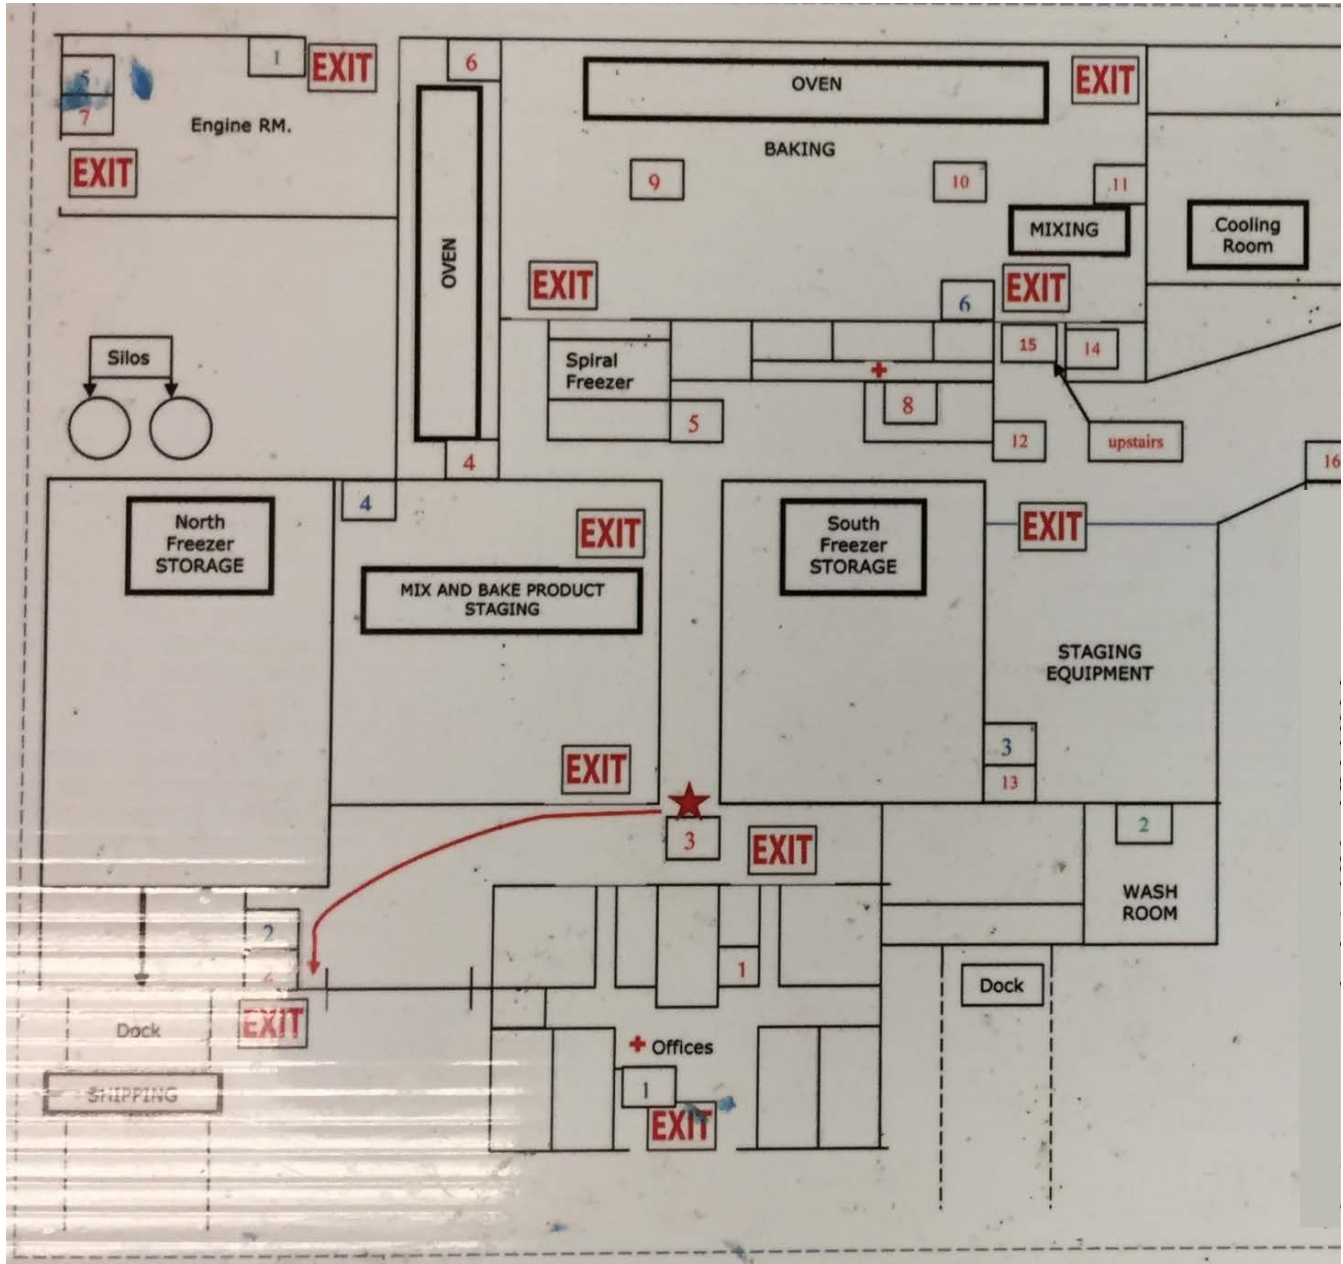 1
EXIT
6
OVEN
EXIT
5
7
Engine RM.
BAKING
EXIT
9
10
11
MIXING
Cooling
Room
OVEN
EXIT
6
EXIT
Silos
Spiral
Freezer
15
14
5
8
12
upstairs
4
16
4
North
Freezer
STORAGE
EXIT
South
Freezer
STORAGE
EXIT
MIX AND BAKE PRODUCT
STAGING
STAGING
EQUIPMENT
3
13
EXIT
3
EXIT
2
WASH
ROOM
2
2
1
Dock
EXIT
Dock
Offices
SHIPPING
1
EXIT